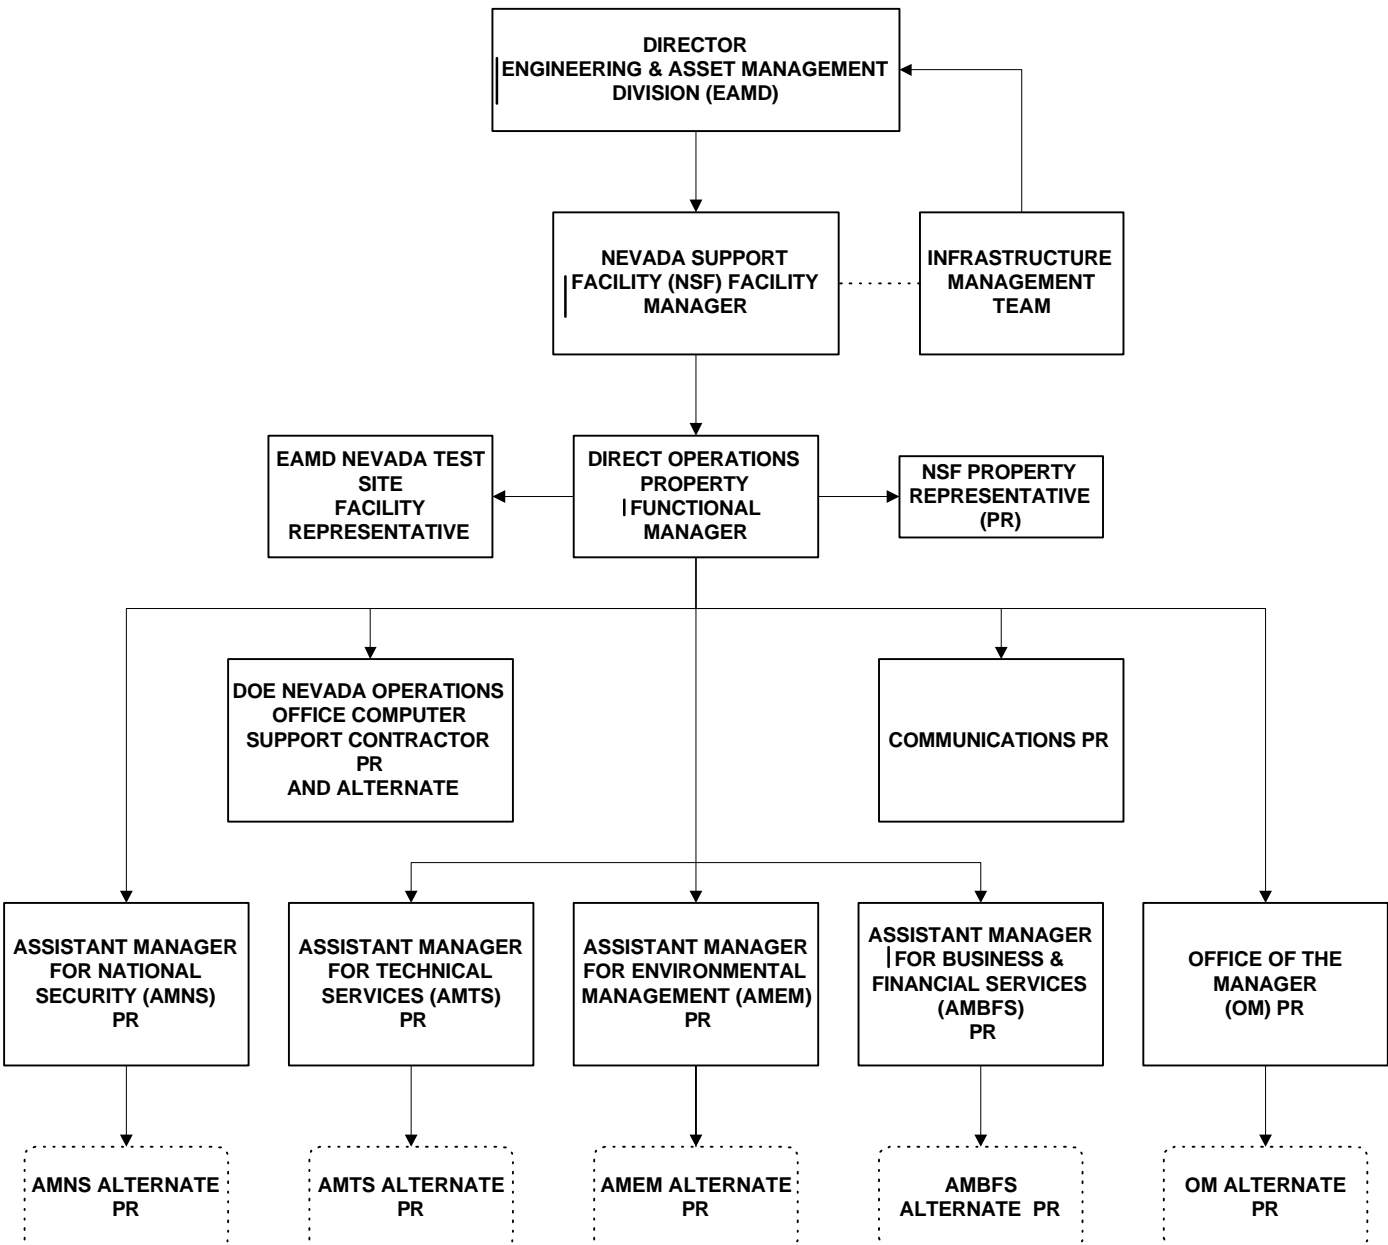 DIRECTOR
ENGINEERING & ASSET MANAGEMENT
DIVISION (EAMD)
NEVADA SUPPORT
FACILITY (NSF) FACILITY
MANAGER
INFRASTRUCTURE
MANAGEMENT
TEAM
EAMD NEVADA TEST
SITE
FACILITY
REPRESENTATIVE
DIRECT OPERATIONS
PROPERTY
FUNCTIONAL
MANAGER
NSF PROPERTY
REPRESENTATIVE
(PR)
DOE NEVADA OPERATIONS
OFFICE COMPUTER
SUPPORT CONTRACTOR
PR
AND ALTERNATE
COMMUNICATIONS PR
ASSISTANT MANAGER
FOR NATIONAL
SECURITY (AMNS)
PR
ASSISTANT MANAGER
FOR TECHNICAL
SERVICES (AMTS)
PR
ASSISTANT MANAGER
FOR ENVIRONMENTAL
MANAGEMENT (AMEM)
PR
ASSISTANT MANAGER
FOR BUSINESS &
FINANCIAL SERVICES
(AMBFS)
PR
OFFICE OF THE
MANAGER
(OM) PR
AMNS ALTERNATE
PR
AMTS ALTERNATE
PR
AMEM ALTERNATE
PR
AMBFS
ALTERNATE PR
OM ALTERNATE
PR